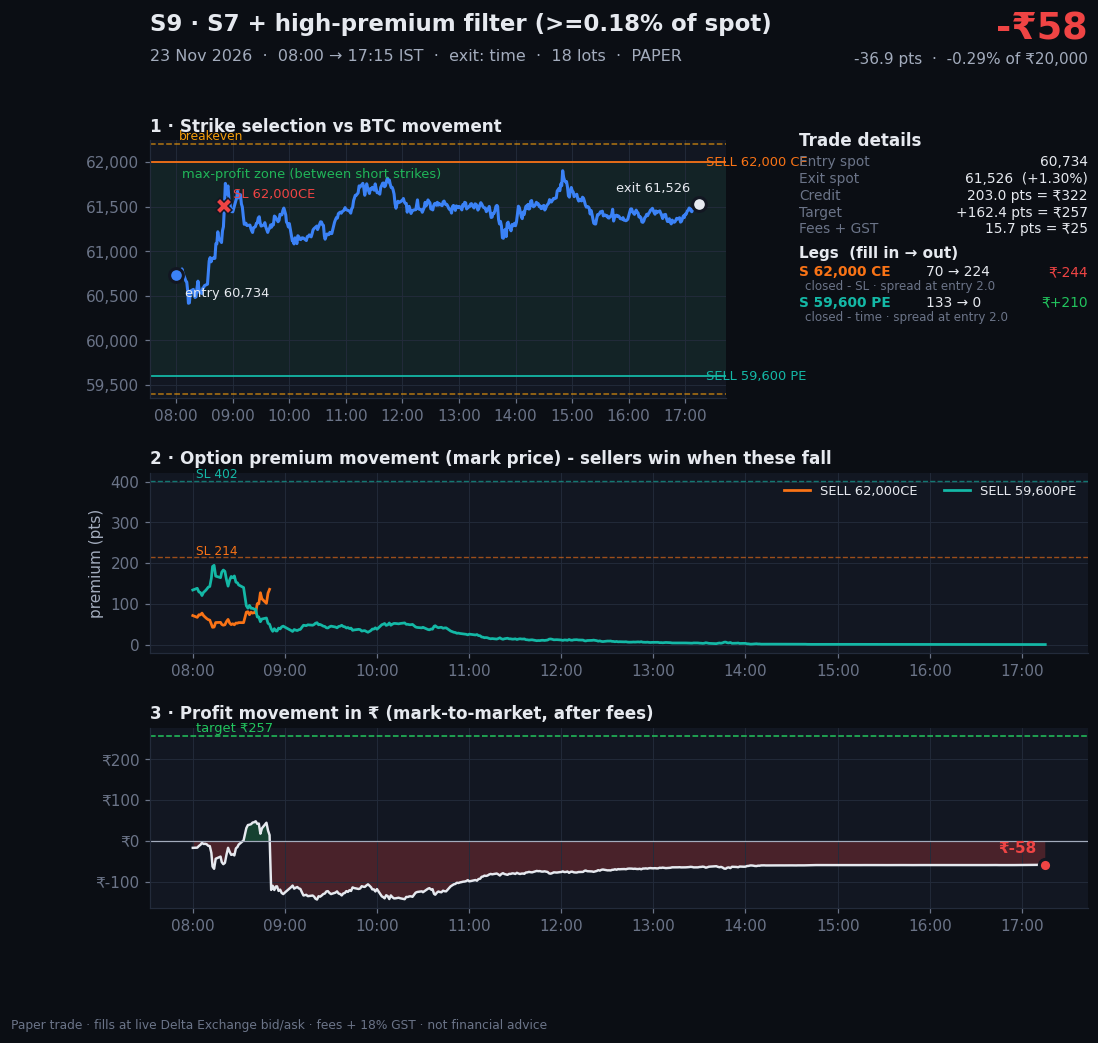 S9 · S7 + high-premium filter (>=0.18% of spot)
-₹58
23 Nov 2026 · 08:00 → 17:15 IST · exit: time · 18 lots · PAPER
-36.9 pts · -0.29% of ₹20,000
1 · Strike selection vs BTC movement
breakeven
62,000
61,500
61,000
60,500
60,000
59,500
SELL 62,000 CE
max-profit zone (between short strikes)
SL 62,000CE
exit 61,526
entry 60,734
SELL 59,600 PE
08:00 09:00 10:00 11:00 12:00 13:00 14:00 15:00 16:00 17:00
Trade details
Entry spot 60,734
Exit spot 61,526 (+1.30%)
Credit 203.0 pts = ₹322
Target +162.4 pts = ₹257
Fees + GST 15.7 pts = ₹25
Legs (fill in → out)
S 62,000 CE 70 → 224 ₹-244
closed - SL · spread at entry 2.0
S 59,600 PE 133 → 0 ₹+210
closed - time · spread at entry 2.0
2 · Option premium movement (mark price) - sellers win when these fall
SL 402
SELL 62,000CE SELL 59,600PE
SL 214
premium (pts)
400
300
200
100
0
08:00 09:00 10:00 11:00 12:00 13:00 14:00 15:00 16:00 17:00
3 · Profit movement in ₹ (mark-to-market, after fees)
target ₹257
₹200
₹100
₹0
₹-100
₹-58
08:00 09:00 10:00 11:00 12:00 13:00 14:00 15:00 16:00 17:00
Paper trade · fills at live Delta Exchange bid/ask · fees + 18% GST · not financial advice